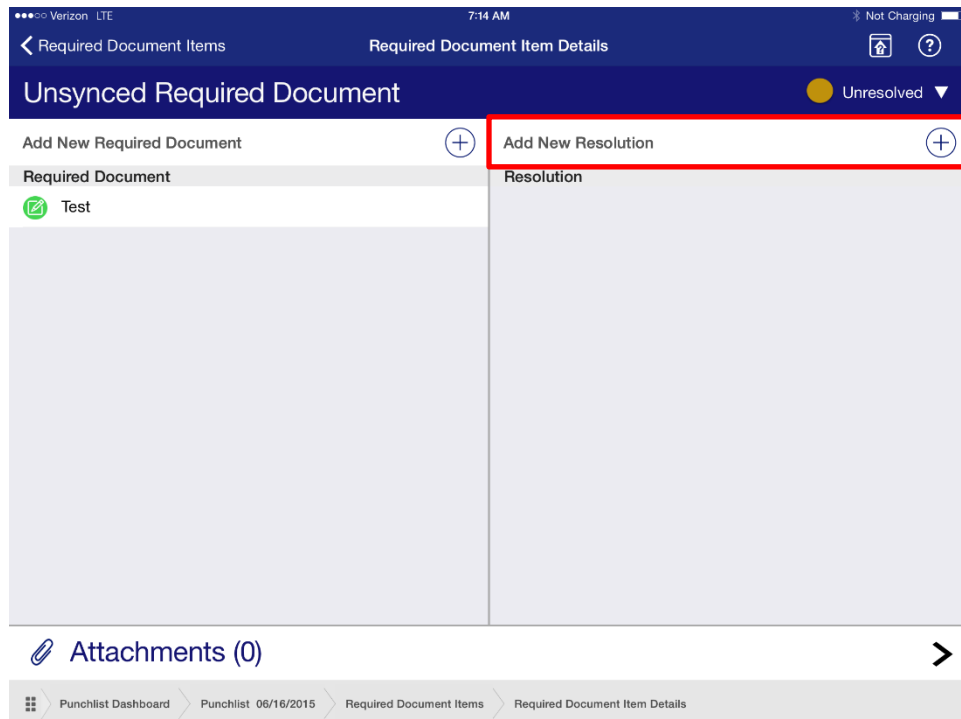 Verizon LTE 7:14 AM Not Charging
Required Document Items Required Document Item Details ?
Unsynced Required Document Unresolved
Add New Required Document Add New Resolution
Required Document Resolution
Test
Attachments (0)
Punchlist Dashboard Punchlist 06/16/2015 Required Document Items Required Document Item Details